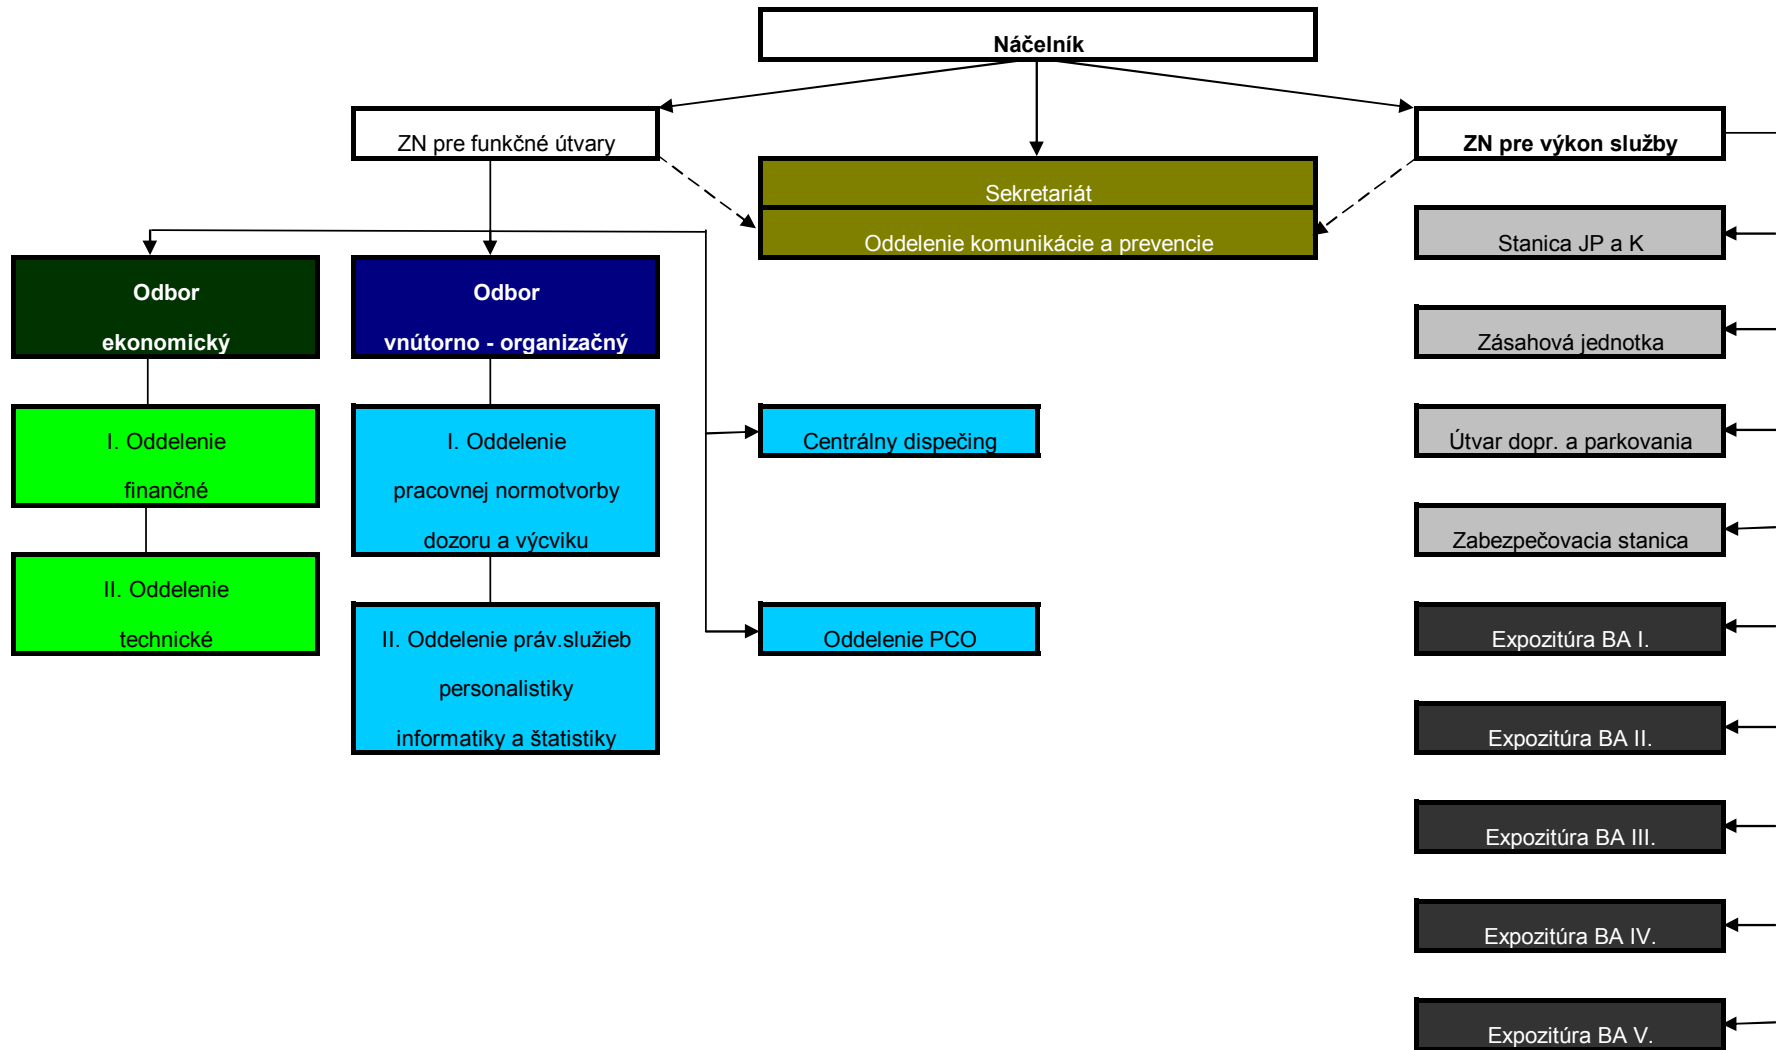 Náčelník
ZN pre funkčné útvary
ZN pre výkon služby
Sekretariát
Oddelenie komunikácie a prevencie
Stanica JP a K
Odbor
ekonomický
Odbor
vnútorno - organizačný
Zásahová jednotka
I. Oddelenie
finančné
I. Oddelenie
pracovnej normotvorby
dozoru a výcviku
Centrálny dispečing
Útvar dopr. a parkovania
Zabezpečovacia stanica
II. Oddelenie
technické
II. Oddelenie práv.služieb
personalistiky
informatiky a štatistiky
Oddelenie PCO
Expozitúra BA I.
Expozitúra BA II.
Expozitúra BA III.
Expozitúra BA IV.
Expozitúra BA V.